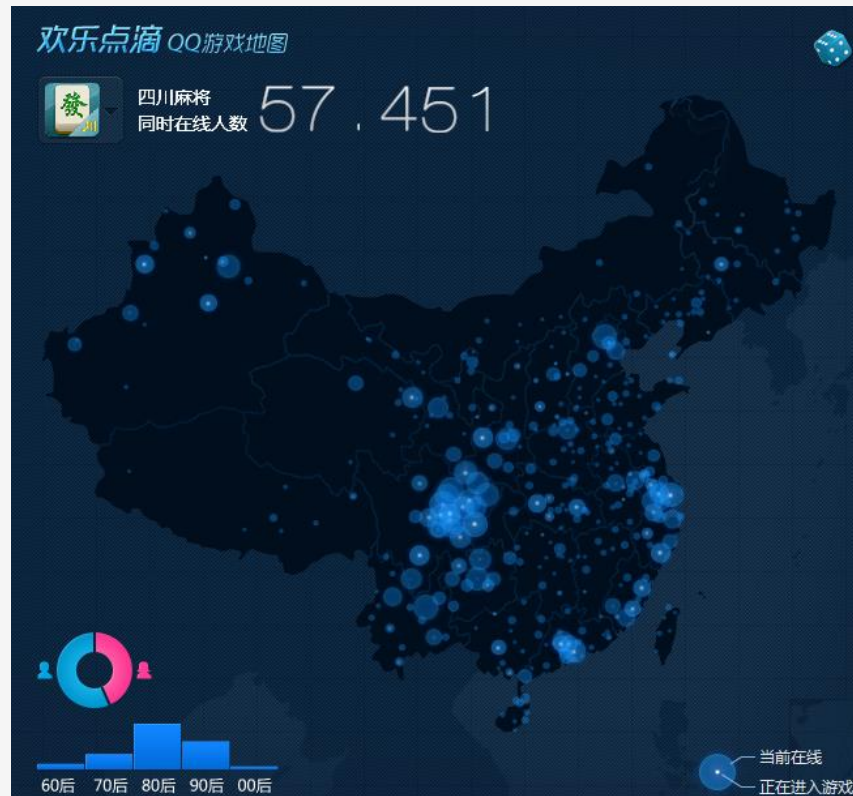 欢乐点滴 QQ游戏地图
發
川
四川麻将
同时在线人数 57.451
60后 70后 80后 90后 00后
当前在线
正在进入游戏